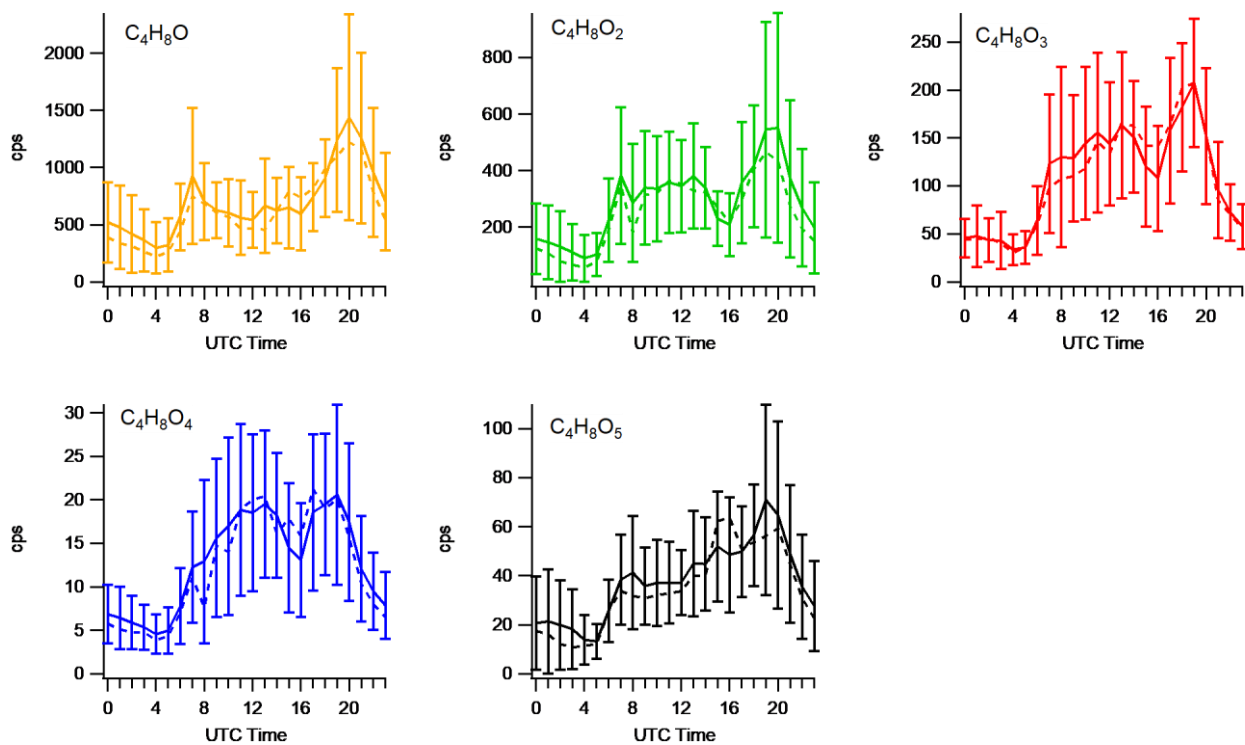 C₄H₈O
2000
1500
1000
500
0
cps
0 4 8 12 16 20
UTC Time
C₄H₈O₂
800
600
400
200
cps
0 4 8 12 16 20
UTC Time
C₄H₈O₃
250
200
150
100
50
0
cps
0 4 8 12 16 20
UTC Time
C₄H₈O₄
30
25
20
15
10
5
0
cps
0 4 8 12 16 20
UTC Time
C₄H₈O₅
100
80
60
40
20
0
cps
0 4 8 12 16 20
UTC Time